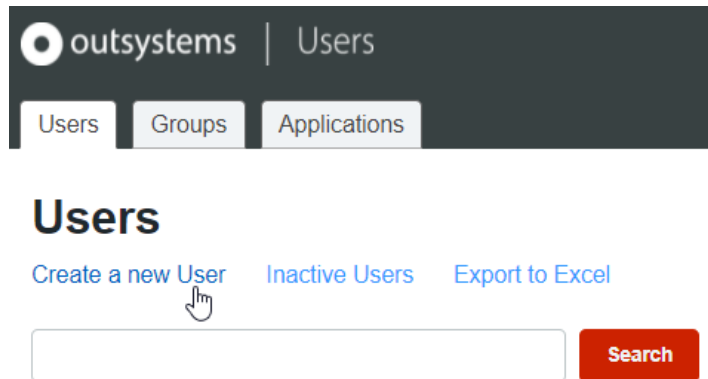 outsystems | Users
Users Groups Applications
Users
Create a new User Inactive Users Export to Excel
Search